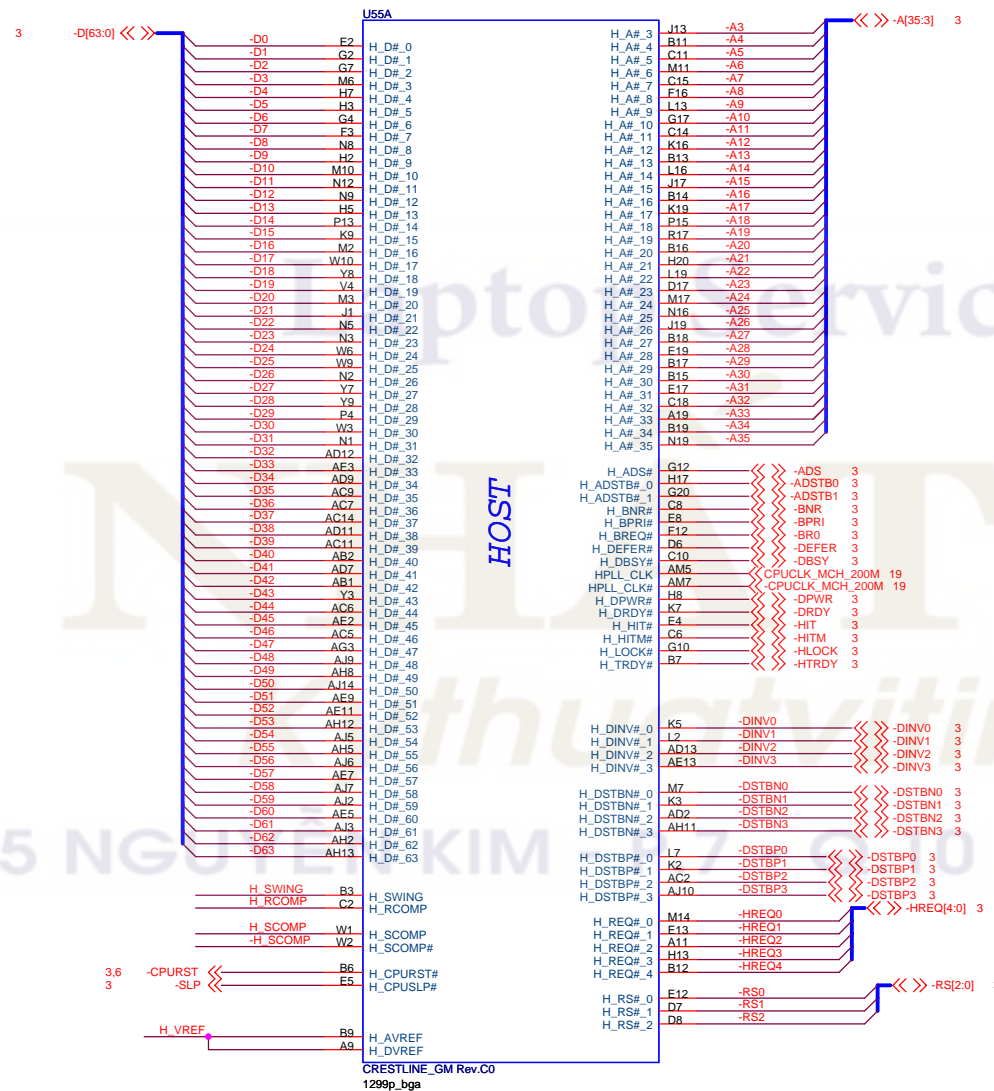 U55A
3 -D[63:0]
-D0 E2 H_D#_0
-D1 G2 H_D#_1
-D2 G7 H_D#_2
-D3 M6 H_D#_3
-D4 H7 H_D#_4
-D5 H3 H_D#_5
-D6 G4 H_D#_6
-D7 F3 H_D#_7
-D8 N8 H_D#_8
-D9 H2 H_D#_9
-D10 M10 H_D#_10
-D11 N12 H_D#_11
-D12 N9 H_D#_12
-D13 H5 H_D#_13
-D14 P13 H_D#_14
-D15 K9 H_D#_15
-D16 M2 H_D#_16
-D17 W10 H_D#_17
-D18 Y8 H_D#_18
-D19 V4 H_D#_19
-D20 M3 H_D#_20
-D21 J1 H_D#_21
-D22 N5 H_D#_22
-D23 N3 H_D#_23
-D24 W6 H_D#_24
-D25 W9 H_D#_25
-D26 N2 H_D#_26
-D27 Y7 H_D#_27
-D28 Y9 H_D#_28
-D29 P4 H_D#_29
-D30 W3 H_D#_30
-D31 N1 H_D#_31
-D32 AD12 H_D#_32
-D33 AE3 H_D#_33
-D34 AD9 H_D#_34
-D35 AC9 H_D#_35
-D36 AC7 H_D#_36
-D37 AC14 H_D#_37
-D38 AD11 H_D#_38
-D39 AC11 H_D#_39
-D40 AB2 H_D#_40
-D41 AD7 H_D#_41
-D42 AB1 H_D#_42
-D43 Y3 H_D#_43
-D44 AC6 H_D#_44
-D45 AE2 H_D#_45
-D46 AC5 H_D#_46
-D47 AG3 H_D#_47
-D48 AJ9 H_D#_48
-D49 AH8 H_D#_49
-D50 AJ14 H_D#_50
-D51 AE9 H_D#_51
-D52 AE11 H_D#_52
-D53 AH12 H_D#_53
-D54 AJ5 H_D#_54
-D55 AH5 H_D#_55
-D56 AJ6 H_D#_56
-D57 AE7 H_D#_57
-D58 AJ7 H_D#_58
-D59 AJ2 H_D#_59
-D60 AE5 H_D#_60
-D61 AJ3 H_D#_61
-D62 AH2 H_D#_62
-D63 AH13 H_D#_63
H_SWING B3 H_SWING
H_RCOMP C2 H_RCOMP
H_SCOMP W1 H_SCOMP
-H_SCOMP W2 H_SCOMP#
3,6 -CPURST B6 H_CPURST#
3 -SLP E5 H_CPUSLP#
H_VREF B9 H_AVREF
A9 H_DVREF
HOST
-A[35:3] 3
H_A#_3 J13 -A3
H_A#_4 B11 -A4
H_A#_5 C11 -A5
H_A#_6 M11 -A6
H_A#_7 C15 -A7
H_A#_8 F16 -A8
H_A#_9 L13 -A9
H_A#_10 G17 -A10
H_A#_11 C14 -A11
H_A#_12 K16 -A12
H_A#_13 B13 -A13
H_A#_14 L16 -A14
H_A#_15 J17 -A15
H_A#_16 B14 -A16
H_A#_17 K19 -A17
H_A#_18 P15 -A18
H_A#_19 R17 -A19
H_A#_20 B16 -A20
H_A#_21 H20 -A21
H_A#_22 L19 -A22
H_A#_23 D17 -A23
H_A#_24 M17 -A24
H_A#_25 N16 -A25
H_A#_26 J19 -A26
H_A#_27 B18 -A27
H_A#_28 E19 -A28
H_A#_29 B17 -A29
H_A#_30 B15 -A30
H_A#_31 E17 -A31
H_A#_32 C18 -A32
H_A#_33 A19 -A33
H_A#_34 B19 -A34
H_A#_35 N19 -A35
H_ADS# G12 -ADS 3
H_ADSTB#_0 H17 -ADSTB0 3
H_ADSTB#_1 G20 -ADSTB1 3
H_BNR# C8 -BNR 3
H_BPRI# E8 -BPRI 3
H_BREQ# F12 -BR0 3
H_DEFER# D6 -DEFER 3
H_DBSY# C10 -DBSY 3
HPLL_CLK AM5 CPUCLK_MCH_200M 19
HPLL_CLK# AM7 -CPUCLK_MCH_200M 19
H_DPWR# H8 -DPWR 3
H_DRDY# K7 -DRDY 3
H_HIT# E4 -HIT 3
H_HITM# C6 -HITM 3
H_LOCK# G10 -HLOCK 3
H_TRDY# B7 -HTRDY 3
H_DINV#_0 K5 -DINV0 -DINV0 3
H_DINV#_1 L2 -DINV1 -DINV1 3
H_DINV#_2 AD13 -DINV2 -DINV2 3
H_DINV#_3 AE13 -DINV3 -DINV3 3
H_DSTBN#_0 M7 -DSTBN0 -DSTBN0 3
H_DSTBN#_1 K3 -DSTBN1 -DSTBN1 3
H_DSTBN#_2 AD2 -DSTBN2 -DSTBN2 3
H_DSTBN#_3 AH11 -DSTBN3 -DSTBN3 3
H_DSTBP#_0 L7 -DSTBP0 -DSTBP0 3
H_DSTBP#_1 K2 -DSTBP1 -DSTBP1 3
H_DSTBP#_2 AC2 -DSTBP2 -DSTBP2 3
H_DSTBP#_3 AJ10 -DSTBP3 -DSTBP3 3
-HREQ[4:0] 3
H_REQ#_0 M14 -HREQ0
H_REQ#_1 E13 -HREQ1
H_REQ#_2 A11 -HREQ2
H_REQ#_3 H13 -HREQ3
H_REQ#_4 B12 -HREQ4
-RS[2:0]
H_RS#_0 E12 -RS0
H_RS#_1 D7 -RS1
H_RS#_2 D8 -RS2
CRESTLINE_GM Rev.C0
1299p_bga
Laptop Servic
NHẤT
5 NGUYỄN KIM